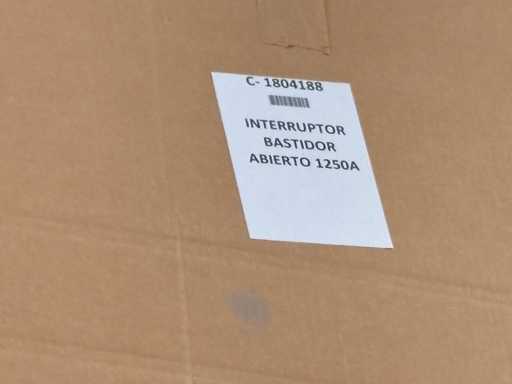 C- 1804188
INTERRUPTOR
BASTIDOR
ABIERTO 1250A